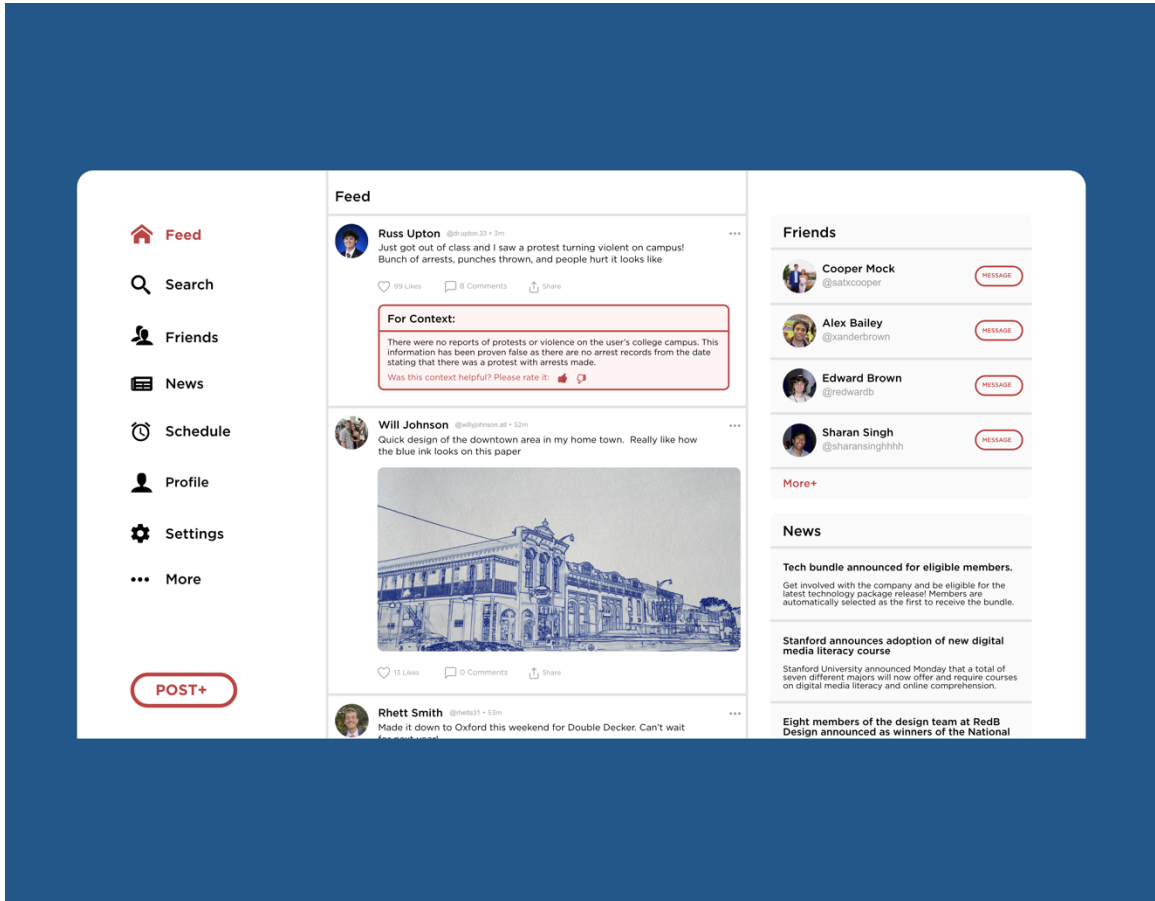 Feed
Search
Friends
News
Schedule
Profile
Settings
More
POST+
Feed
Russ Upton @dr.upton.33 • 3m
Just got out of class and I saw a protest turning violent on campus!
Bunch of arrests, punches thrown, and people hurt it looks like
99 Likes 8 Comments Share
For Context:
There were no reports of protests or violence on the user's college campus. This
information has been proven false as there are no arrest records from the date
stating that there was a protest with arrests made.
Was this context helpful? Please rate it:
Will Johnson @willyjohnson.atl • 52m
Quick design of the downtown area in my home town. Really like how
the blue ink looks on this paper
13 Likes 0 Comments Share
Rhett Smith @rhetts31 • 53m
Made it down to Oxford this weekend for Double Decker. Can't wait
for next year!
Friends
Cooper Mock
@satxcooper
MESSAGE
Alex Bailey
@xanderbrown
MESSAGE
Edward Brown
@redwardb
MESSAGE
Sharan Singh
@sharansinghhhh
MESSAGE
More+
News
Tech bundle announced for eligible members.
Get involved with the company and be eligible for the
latest technology package release! Members are
automatically selected as the first to receive the bundle.
Stanford announces adoption of new digital
media literacy course
Stanford University announced Monday that a total of
seven different majors will now offer and require courses
on digital media literacy and online comprehension.
Eight members of the design team at RedB
Design announced as winners of the National